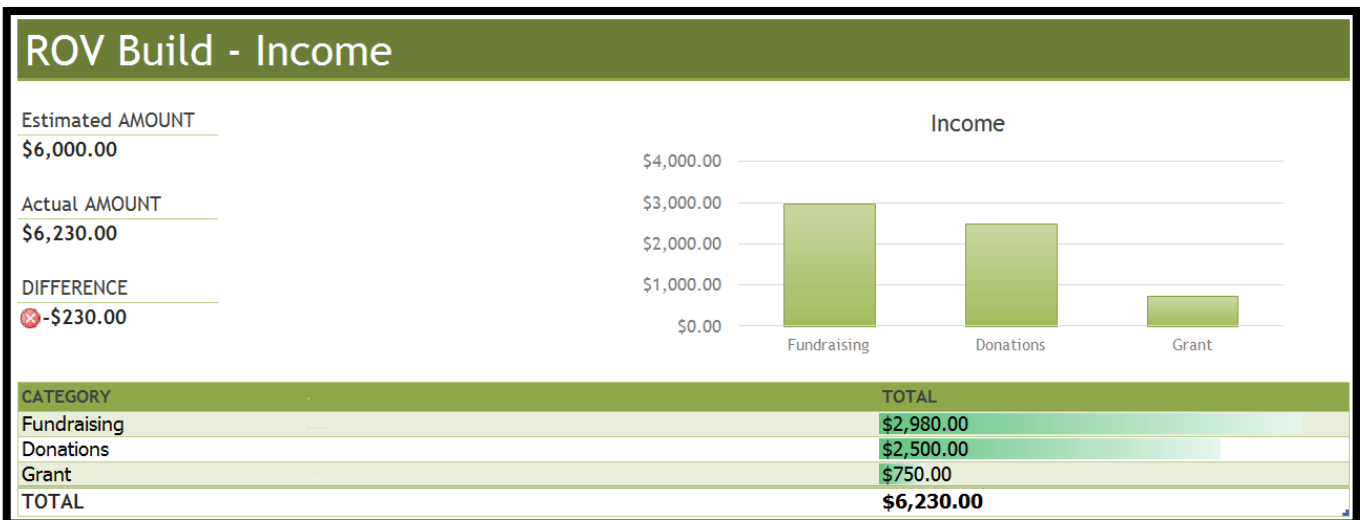 ROV Build - Income
Estimated AMOUNT
$6,000.00
Actual AMOUNT
$6,230.00
DIFFERENCE
-$230.00
Income
$4,000.00
$3,000.00
$2,000.00
$1,000.00
$0.00
Fundraising Donations Grant
CATEGORY TOTAL
Fundraising $2,980.00
Donations $2,500.00
Grant $750.00
TOTAL $6,230.00